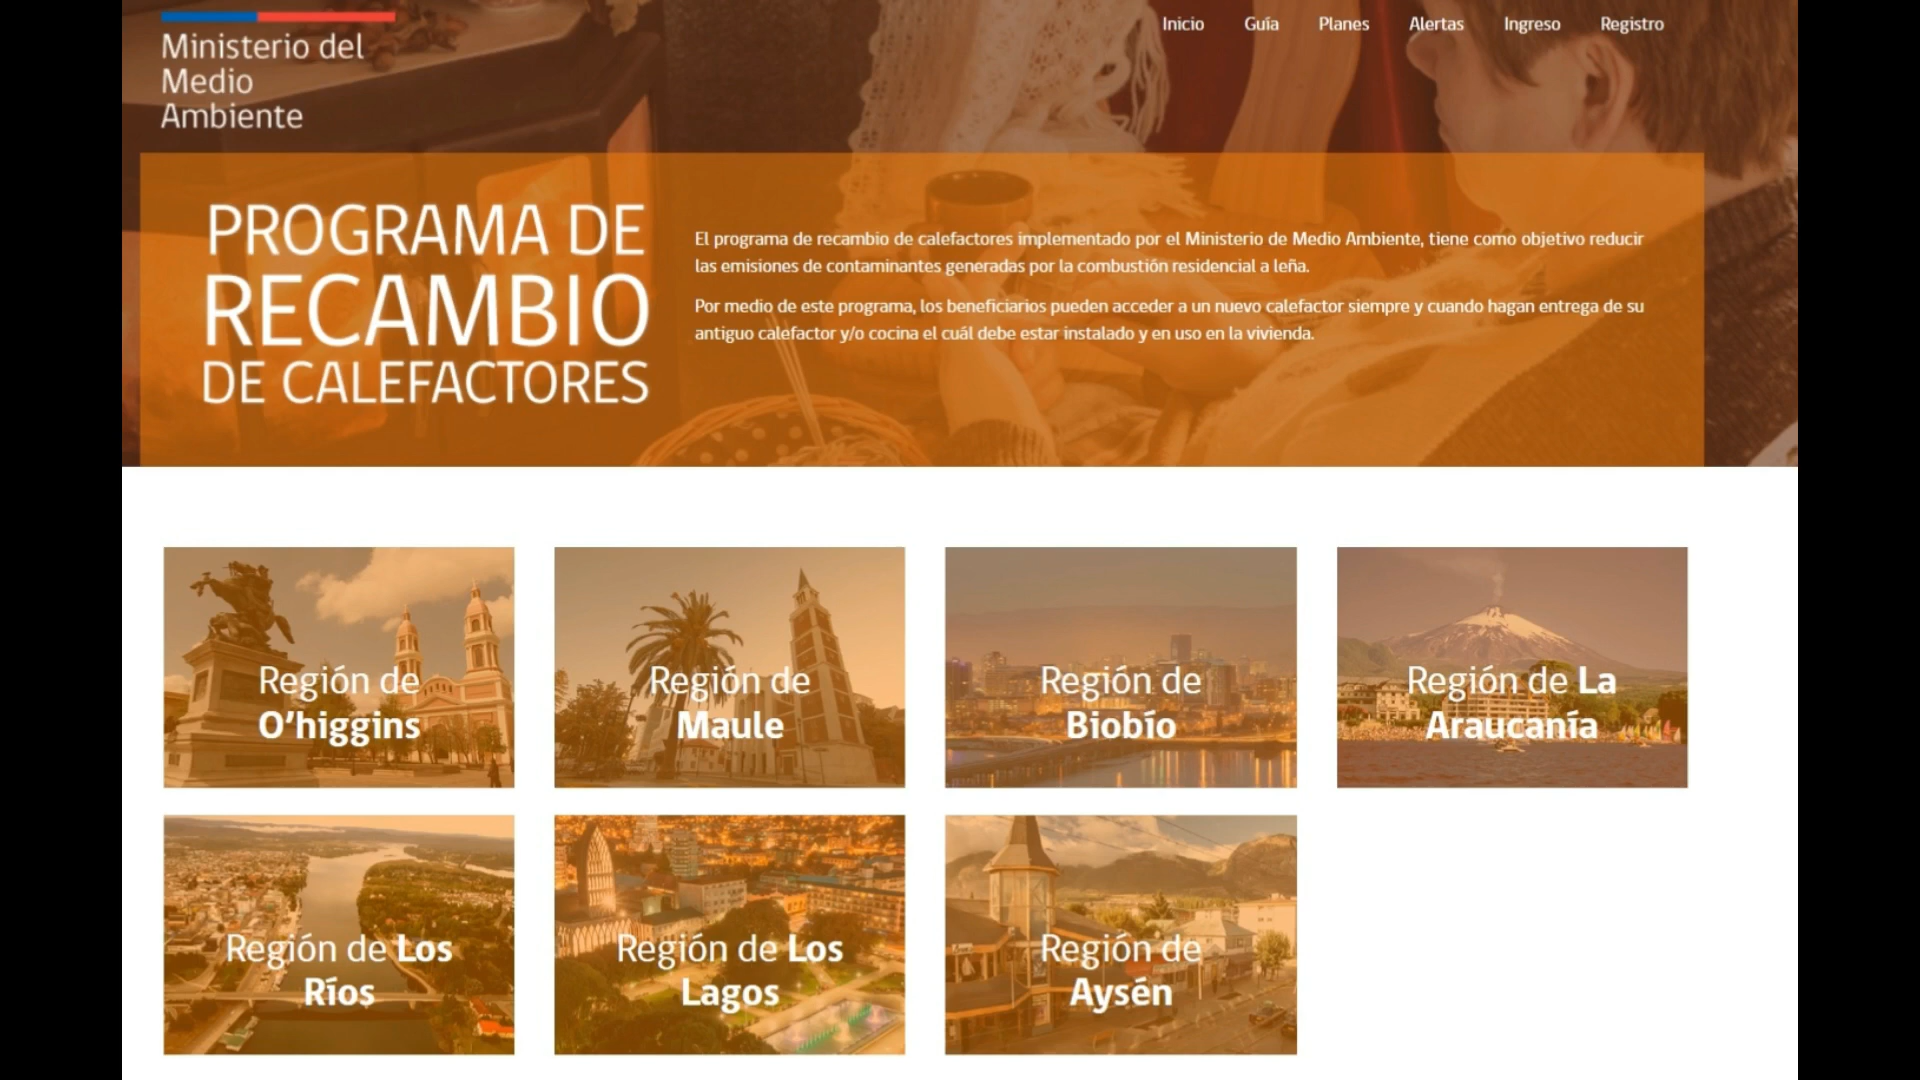 Ministerio del
Medio
Ambiente
Inicio Guía Planes Alertas Ingreso Registro
PROGRAMA DE
RECAMBIO
DE CALEFACTORES
El programa de recambio de calefactores implementado por el Ministerio de Medio Ambiente, tiene como objetivo reducir
las emisiones de contaminantes generadas por la combustión residencial a leña.
Por medio de este programa, los beneficiarios pueden acceder a un nuevo calefactor siempre y cuando hagan entrega de su
antiguo calefactor y/o cocina el cuál debe estar instalado y en uso en la vivienda.
Región de
O'higgins
Región de
Maule
Región de
Biobío
Región de La
Araucanía
Región de Los
Ríos
Región de Los
Lagos
Región de
Aysén